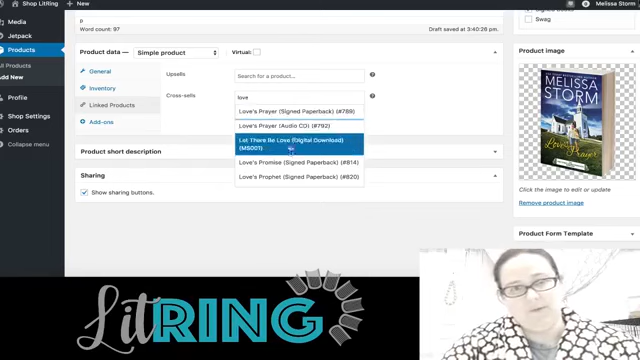 Shop LitRing
New
Melissa Storm
p
Word count: 97
Draft saved at 3:40:26 pm.
Swag
Media
Jetpack
Products
All Products
Add New
Profile
Shop Settings
Orders
Collapse menu
Product data —
Simple product
Virtual:
General
Inventory
Linked Products
Add-ons
Upsells
Search for a product…
Cross-sells
love
Love's Prayer (Signed Paperback) (#789)
Love's Prayer (Audio CD) (#792)
Let There Be Love (Digital Download)
(MS001)
Love's Promise (Signed Paperback) (#814)
Love's Prophet (Signed Paperback) (#820)
Product short description
Sharing
Show sharing buttons.
Product image
MELISSA
STORM
Love's
Prayer
Click the image to edit or update
Remove product image
Product Form Template
LitRING